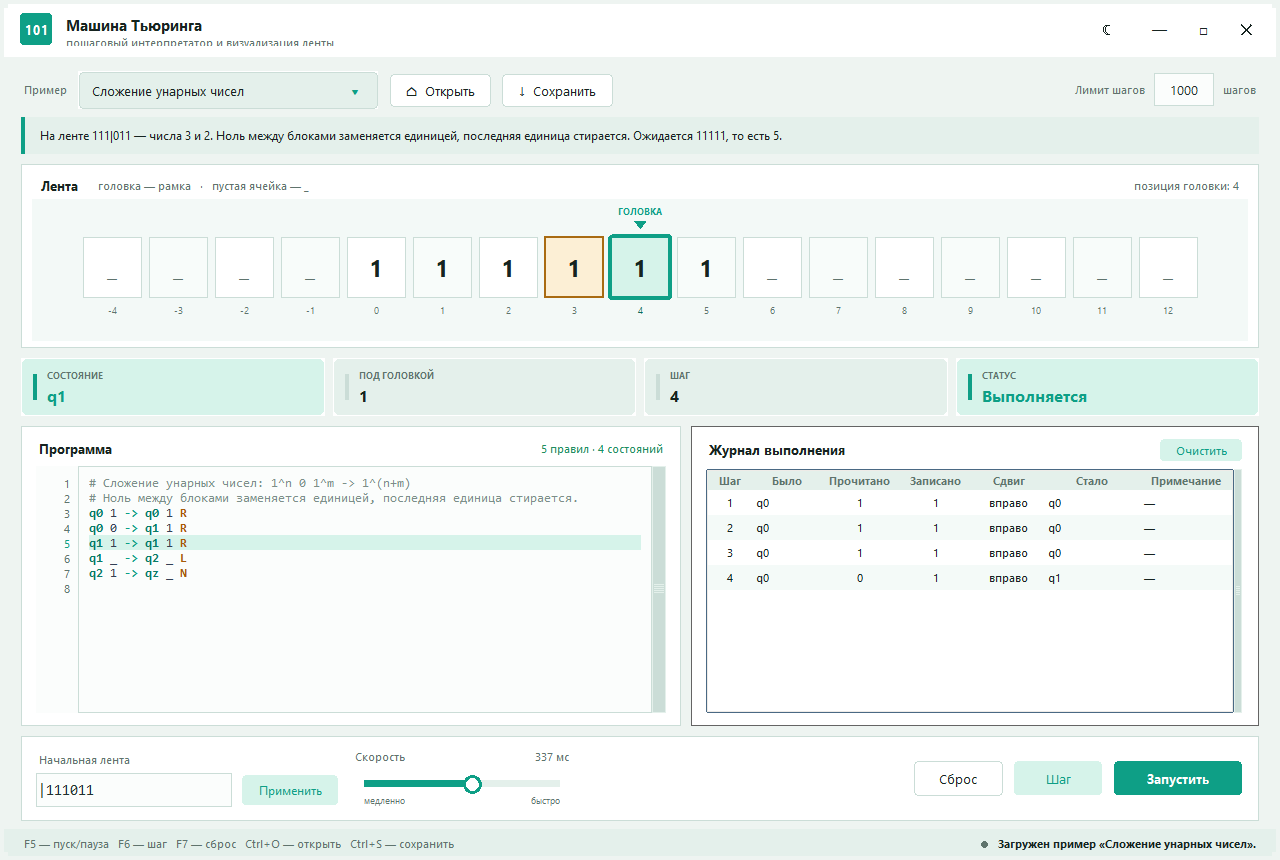 101
Машина Тьюринга
пошаговый интерпретатор и визуализация ленты
Пример
Сложение унарных чисел
Открыть
↓ Сохранить
Лимит шагов
1000
шагов
На ленте 111|011 — числа 3 и 2. Ноль между блоками заменяется единицей, последняя единица стирается. Ожидается 11111, то есть 5.
Лента
головка — рамка · пустая ячейка — _
позиция головки: 4
ГОЛОВКА
_ _ _ _ 1 1 1 1 1 1 _ _ _ _ _ _ _
-4 -3 -2 -1 0 1 2 3 4 5 6 7 8 9 10 11 12
СОСТОЯНИЕ
q1
ПОД ГОЛОВКОЙ
1
ШАГ
4
СТАТУС
Выполняется
Программа
5 правил · 4 состояний
1 # Сложение унарных чисел: 1^n 0 1^m -> 1^(n+m)
2 # Ноль между блоками заменяется единицей, последняя единица стирается.
3 q0 1 -> q0 1 R
4 q0 0 -> q1 1 R
5 q1 1 -> q1 1 R
6 q1 _ -> q2 _ L
7 q2 1 -> qz _ N
8
Журнал выполнения
Очистить
Шаг Было Прочитано Записано Сдвиг Стало Примечание
1 q0 1 1 вправо q0 —
2 q0 1 1 вправо q0 —
3 q0 1 1 вправо q0 —
4 q0 0 1 вправо q1 —
Начальная лента
111011
Применить
Скорость
337 мс
медленно
быстро
Сброс
Шаг
Запустить
F5 — пуск/пауза F6 — шаг F7 — сброс Ctrl+O — открыть Ctrl+S — сохранить
Загружен пример «Сложение унарных чисел».